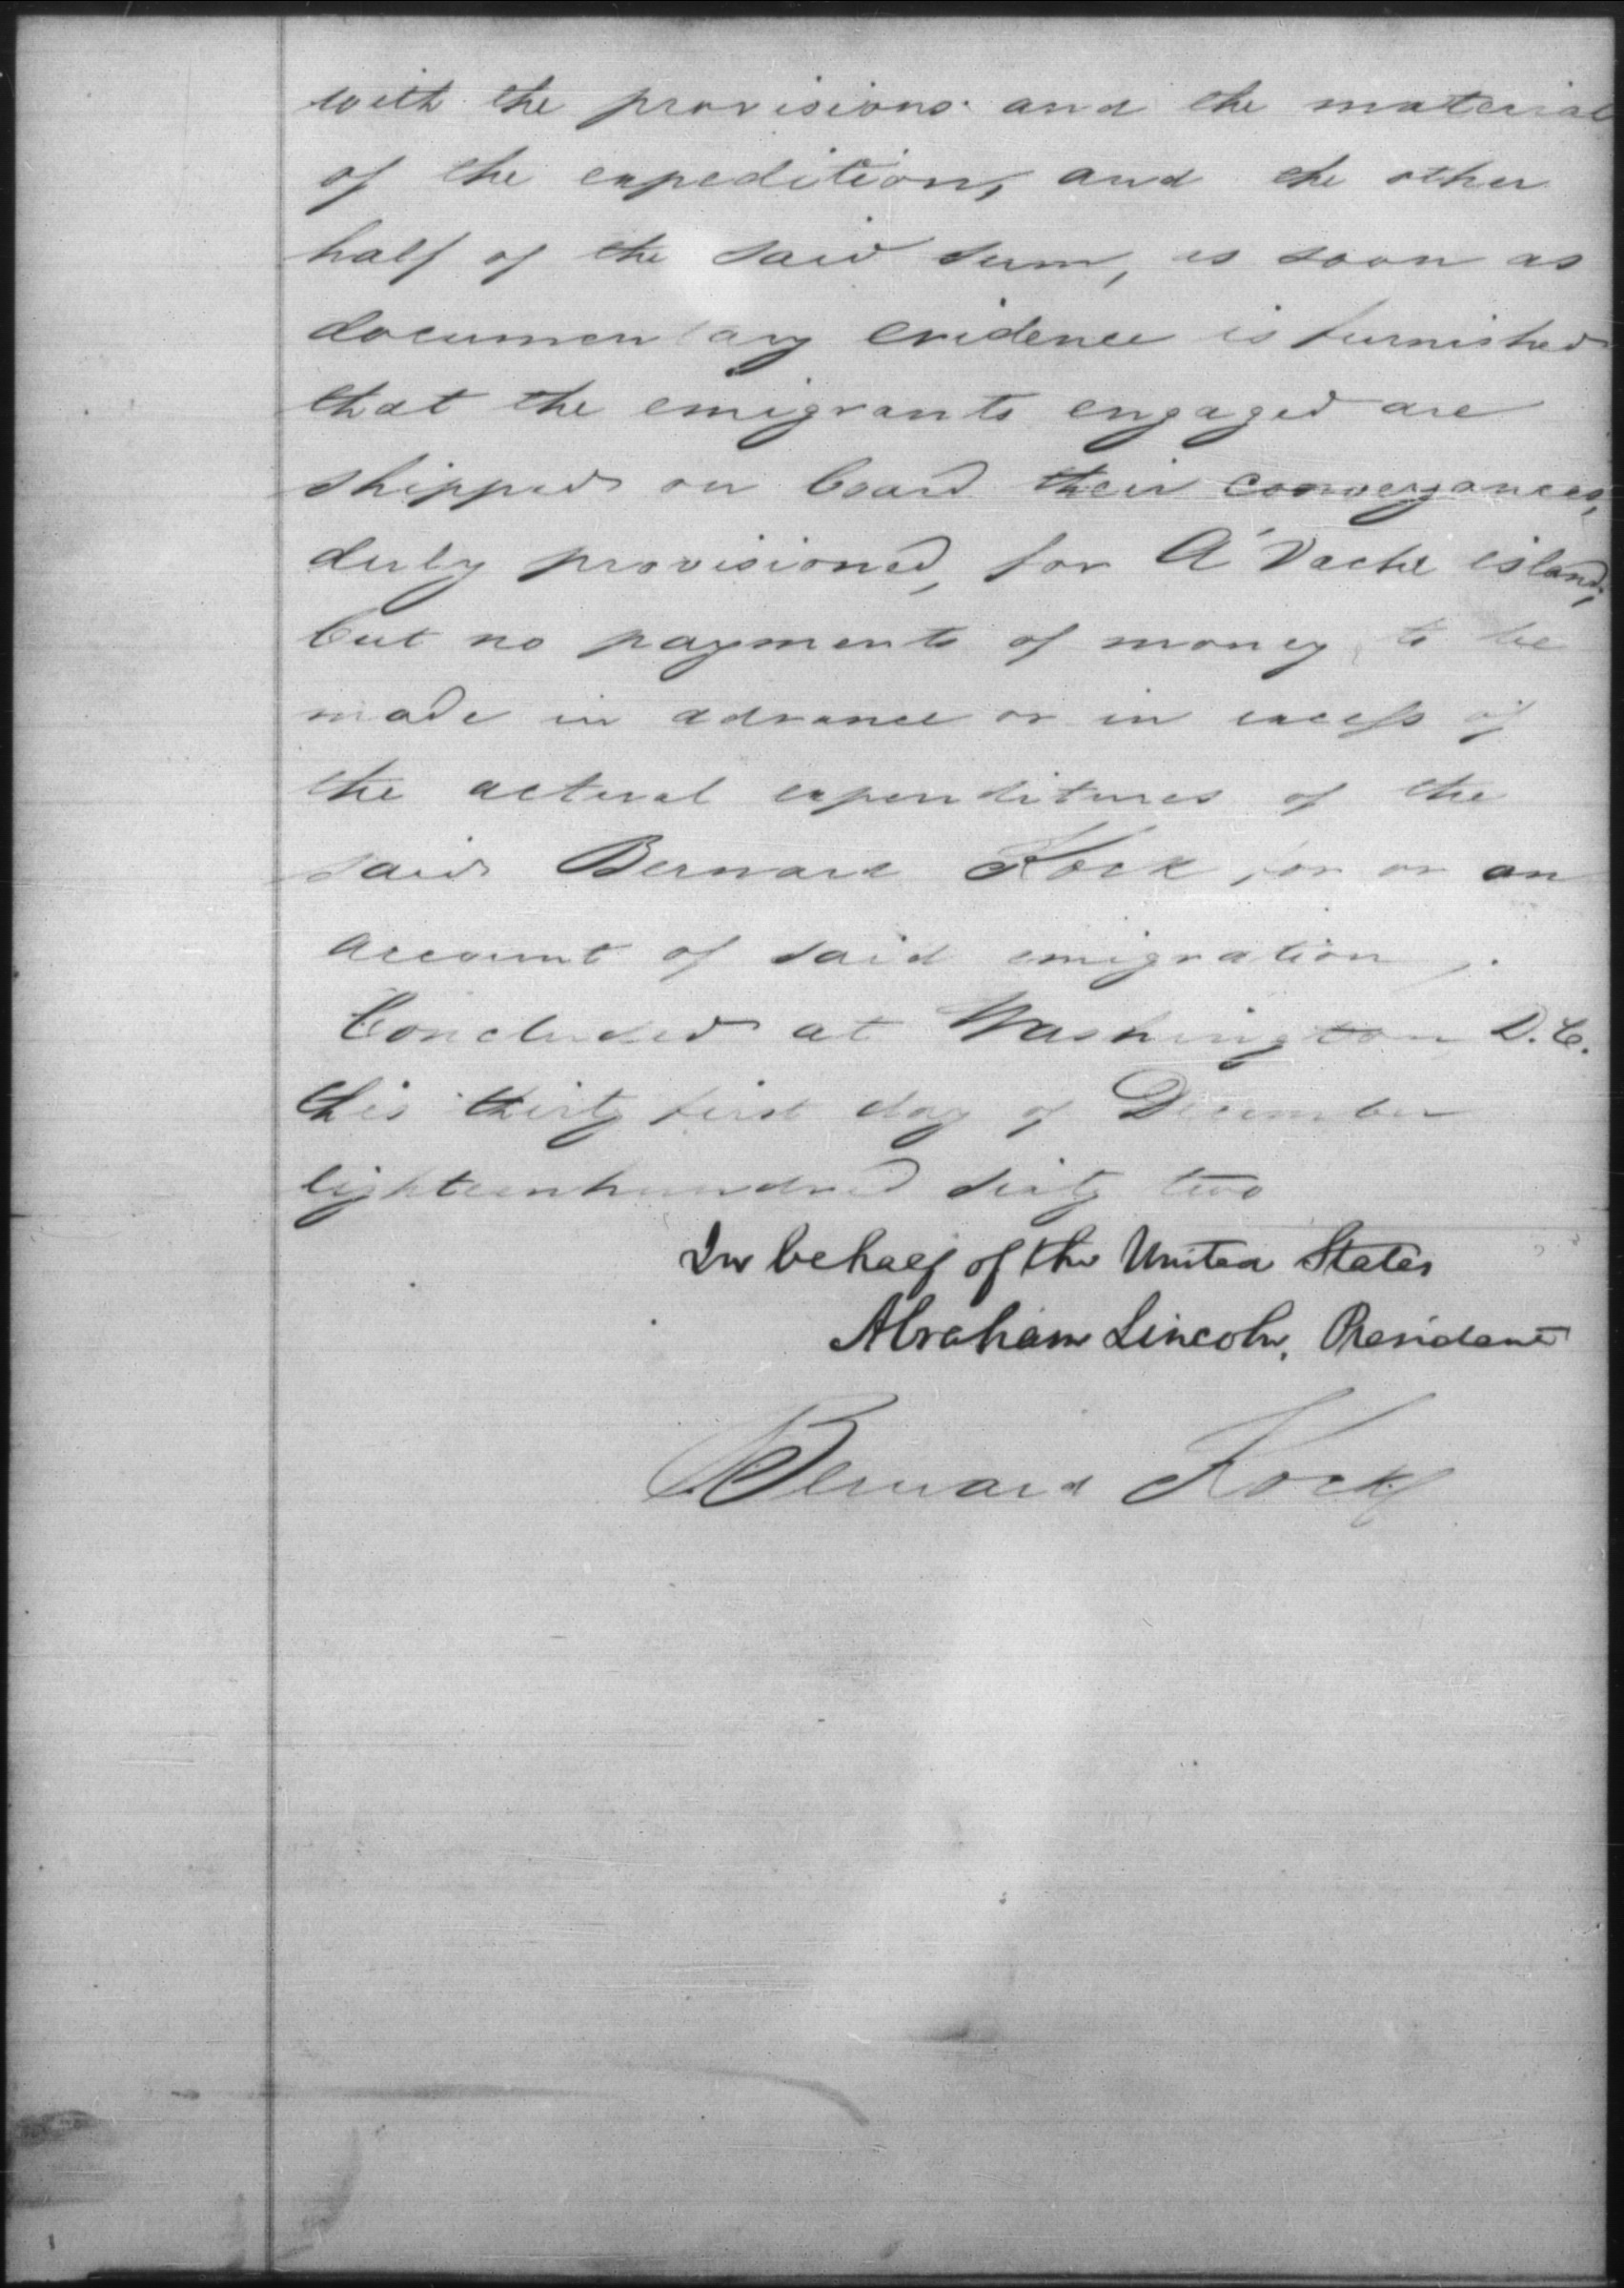 with the provisions and the material
of the expedition, and the other
half of the said sum, as soon as
documentary evidence is furnished
that the emigrants engaged are
shipped on board their conveyances,
duly provisioned, for A'Vache island;
but no payments of money to be
made in advance or in excess of
the actual expenditures of the
said Bernard Kock for or on
account of said emigration.
Concluded at Washington D.C.
this thirty first day of December
eighteenhundred sixty two
In behalf of the United States
Abraham Lincoln, President
Bernard Kock